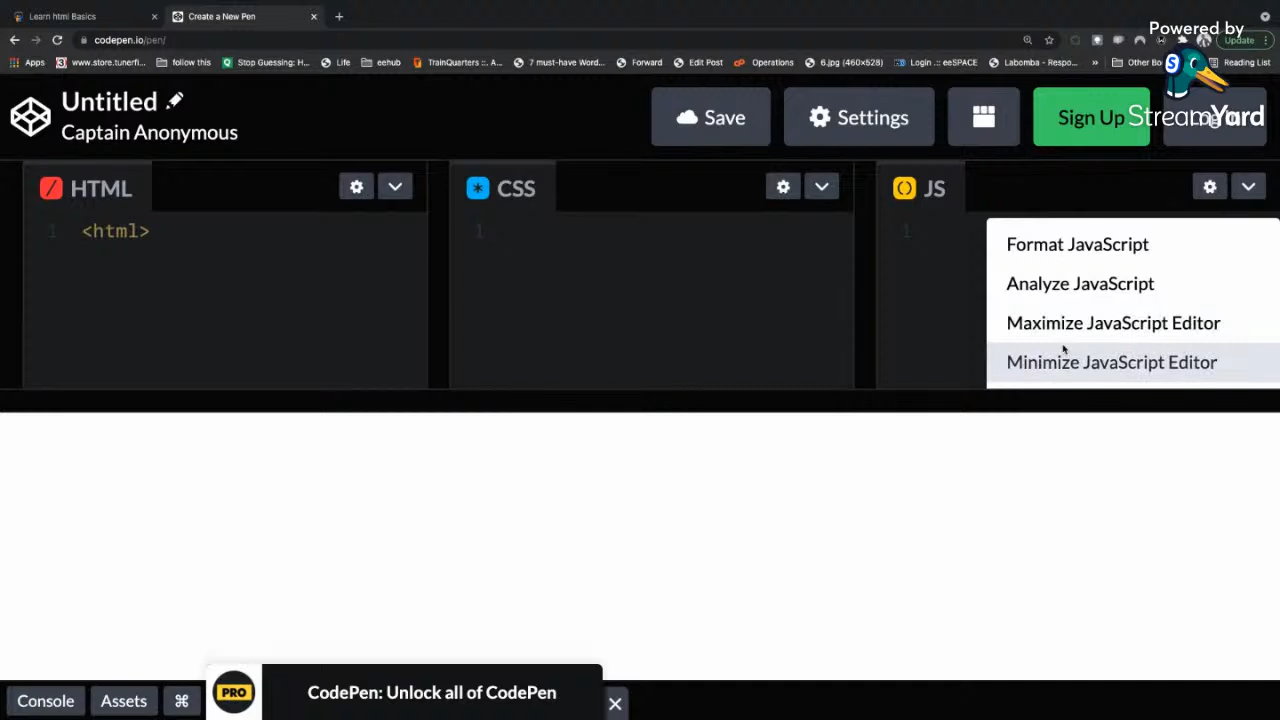 Learn html Basics
Create a New Pen
codepen.io/pen/
Update
Apps
www.store.tunerfi...
follow this
Stop Guessing: H...
Life
eehub
TrainQuarters ::. A...
7 must-have Word...
Forward
Edit Post
Operations
6.jpg (460×528)
Login .:: eeSPACE
Labomba - Respo...
»
Other Bo
Reading List
Powered by
StreamYard
Untitled
Captain Anonymous
Save
Settings
Sign Up
HTML
CSS
JS
1 <html>
1
1
Format JavaScript
Analyze JavaScript
Maximize JavaScript Editor
Minimize JavaScript Editor
Console
Assets
⌘
PRO
CodePen: Unlock all of CodePen